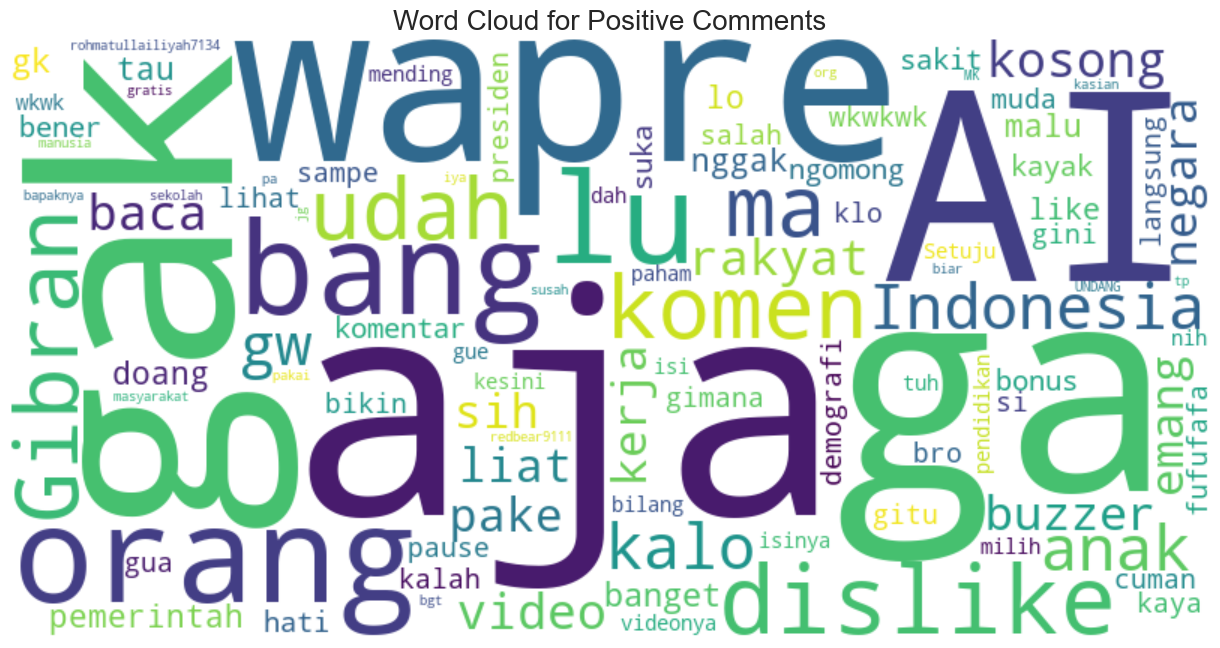 Word Cloud for Positive Comments
rohmatullailiyah7134
gk
tau
gratis
wkwk
bener
manusia
gak
wapre
mending
presiden
lo
salah
nggak
org
wkwkwk
ngomong
sakit
MK
kosong
kasian
muda
malu
AI
langsung
negara
bapaknya
sekolah
baca
pa
lihat
sampe
iya
jg
udah
dah
suka
lu
ma
klo
kayak
like
gini
Setuju
biar
UNDANG
tp
Gibran
bang
susah
paham
rakyat
komen
Indonesia
nih
komentar
gw
gue
doang
pakai
masyarakat
bikin
kesini
sih
redbear9111
liat
aja
kerja
isi
gimana
demografi
ga
tuh
pendidikan
bonus
si
bro
emang
fufufafa
orang
gua
pake
pause
kalah
bgt
bilang
kalo
isinya
gitu
buzzer
milih
anak
pemerintah
hati
video
banget
videonya
dislike
cuman
kaya